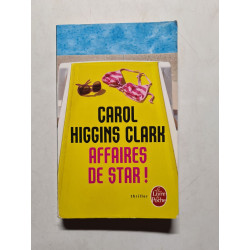 CAROL
HIGGINS CLARK
AFFAIRES
DE STAR !
Le Livre
de Poche